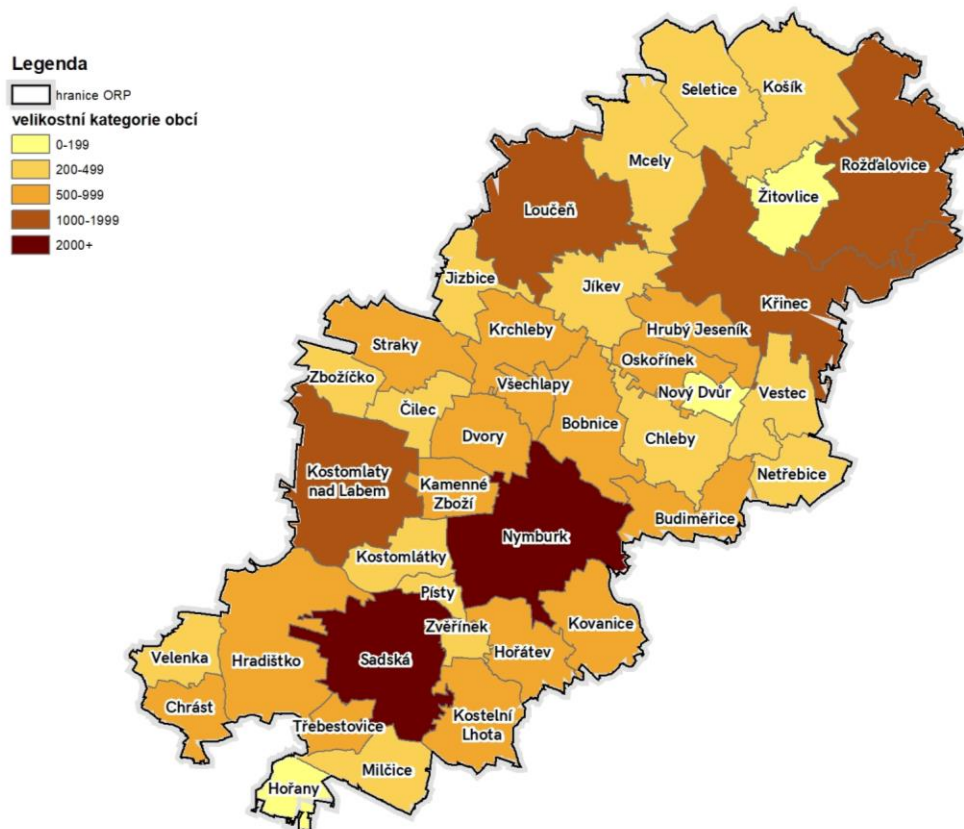 Legenda
hranice ORP
velikostní kategorie obcí
0-199
200-499
500-999
1000-1999
2000+
Seletice
Košík
Mcely
Rožďalovice
Žitovlice
Loučeň
Jizbice
Jíkev
Křinec
Krchleby
Hrubý Jeseník
Straky
Oskořínek
Zbožíčko
Všechlapy
Nový Dvůr
Vestec
Čilec
Bobnice
Dvory
Chleby
Kostomlaty
nad Labem
Netřebice
Kamenné
Zboží
Budiměřice
Nymburk
Kostomlátky
Písty
Kovanice
Zvěřínek
Velenka
Hradištko
Sadská
Hořátev
Chrást
Třebestovice
Kostelní
Lhota
Milčice
Hořany